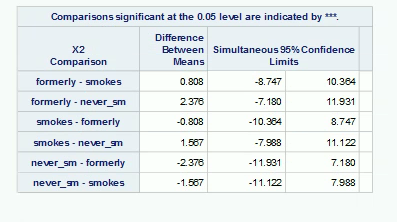 Comparisons significant at the 0.05 level are indicated by ***.
X2 Comparison Difference Between Means Simultaneous 95% Confidence Limits
formerly - smokes 0.808 -8.747 10.364
formerly - never_sm 2.376 -7.180 11.931
smokes - formerly -0.808 -10.364 8.747
smokes - never_sm 1.567 -7.988 11.122
never_sm - formerly -2.376 -11.931 7.180
never_sm - smokes -1.567 -11.122 7.988